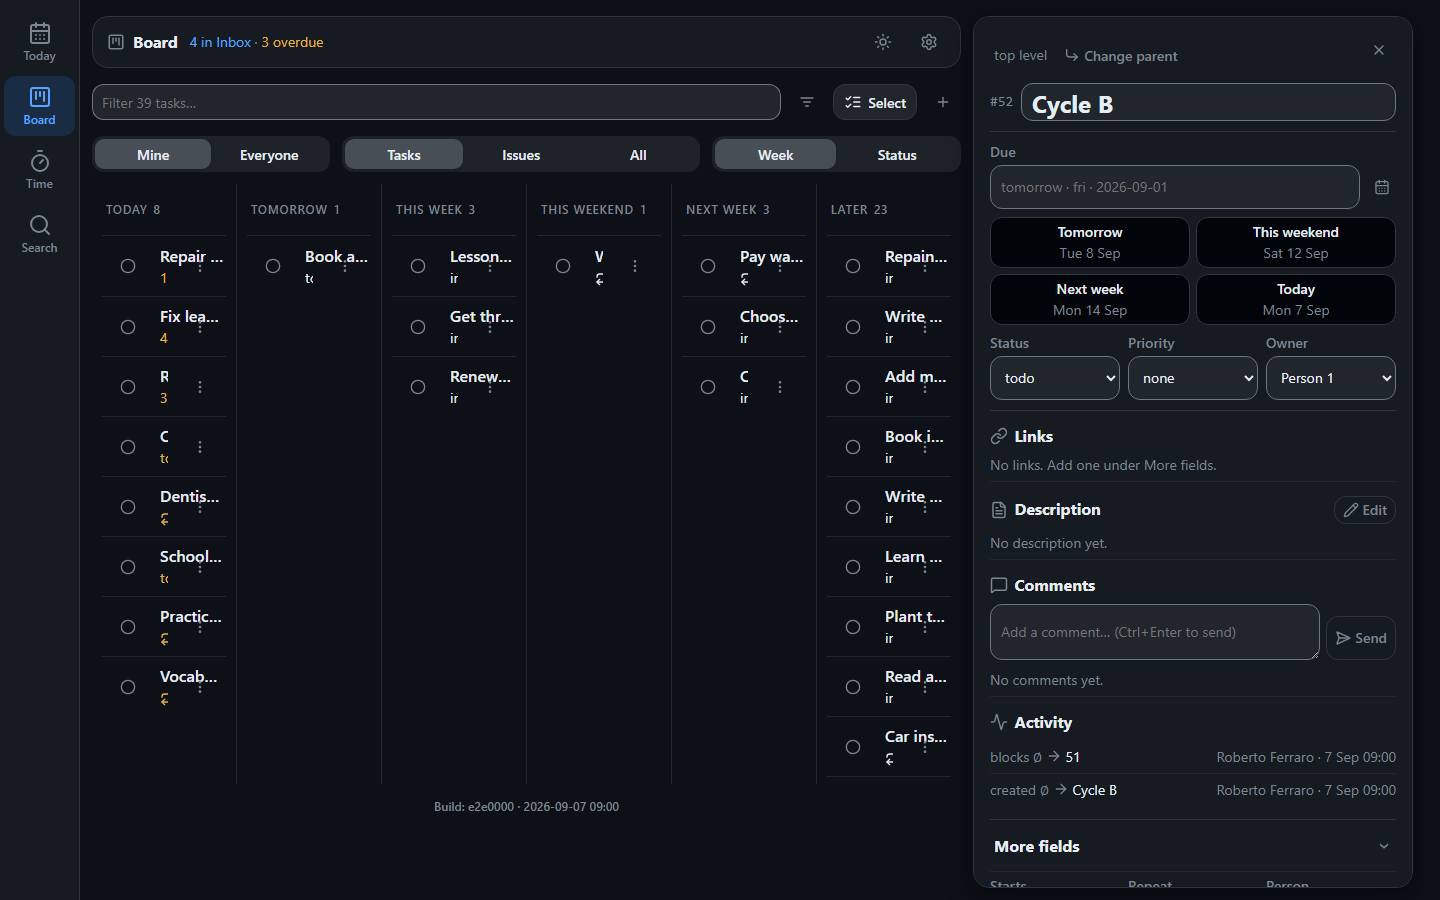 Today
Board
Time
Search
Board 4 in Inbox · 3 overdue
Filter 39 tasks...
Select
Mine Everyone
Tasks Issues All
Week Status
TODAY 8
Repair ...
1
Fix lea...
4
R
3
C
Dentis...
School...
Practic...
Vocab...
TOMORROW 1
Book a...
THIS WEEK 3
Lesson...
Get thr...
Renew...
THIS WEEKEND 1
NEXT WEEK 3
Pay wa...
Choos...
C
LATER 23
Repain...
Write ...
Add m...
Book i...
Write ...
Learn ...
Plant t...
Read a...
Car ins...
Build: e2e0000 · 2026-09-07 09:00
top level Change parent
#52 Cycle B
Due
tomorrow · fri · 2026-09-01
Tomorrow
Tue 8 Sep
This weekend
Sat 12 Sep
Next week
Mon 14 Sep
Today
Mon 7 Sep
Status Priority Owner
todo none Person 1
Links
No links. Add one under More fields.
Description Edit
No description yet.
Comments
Add a comment... (Ctrl+Enter to send)
Send
No comments yet.
Activity
blocks ∅ → 51 Roberto Ferraro · 7 Sep 09:00
created ∅ → Cycle B Roberto Ferraro · 7 Sep 09:00
More fields
Starts Repeat Person